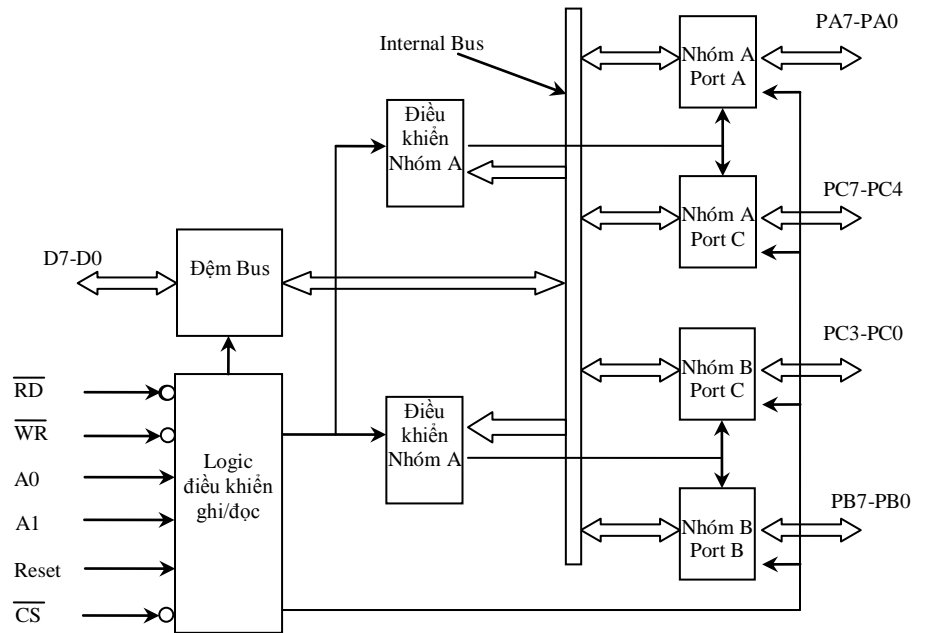 PA7-PA0
Internal Bus
Nhóm A
Port A
Điều
khiển
Nhóm A
PC7-PC4
Nhóm A
Port C
D7-D0
Đệm Bus
PC3-PC0
Nhóm B
Port C
RD
WR
Điều
khiển
Nhóm A
A0
Logic
điều khiển
ghi/đọc
A1
PB7-PB0
Nhóm B
Port B
Reset
CS